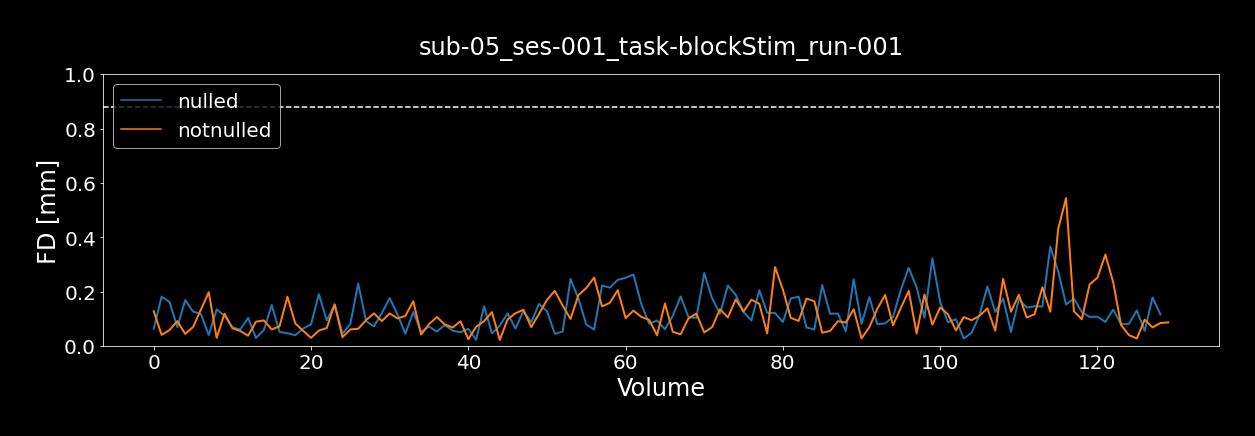 sub-05_ses-001_task-blockStim_run-001
1.0
0.8
0.6
0.4
0.2
0.0
FD [mm]
nulled
notnulled
0 20 40 60 80 100 120
Volume